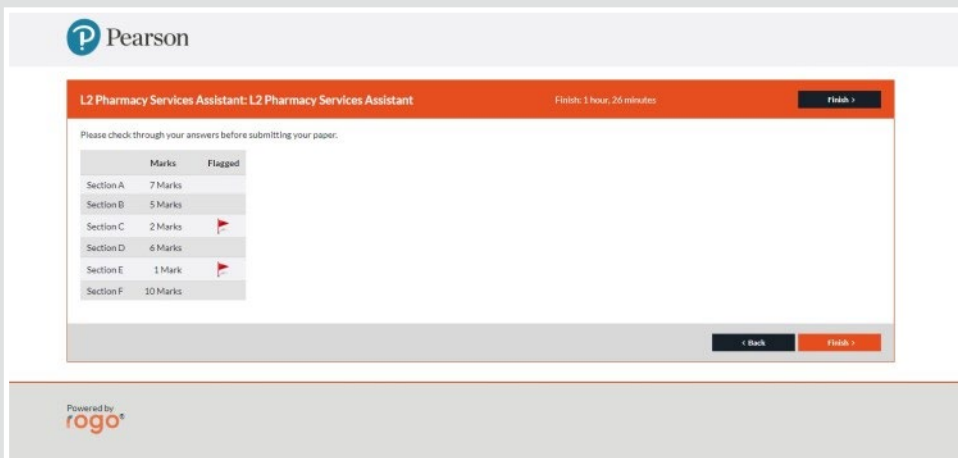 Pearson
L2 Pharmacy Services Assistant: L2 Pharmacy Services Assistant Finish: 1 hour, 26 minutes Finish >
Please check through your answers before submitting your paper.
Marks Flagged
Section A 7 Marks
Section B 5 Marks
Section C 2 Marks
Section D 6 Marks
Section E 1 Mark
Section F 10 Marks
< Back Finish >
Powered by
rogo®